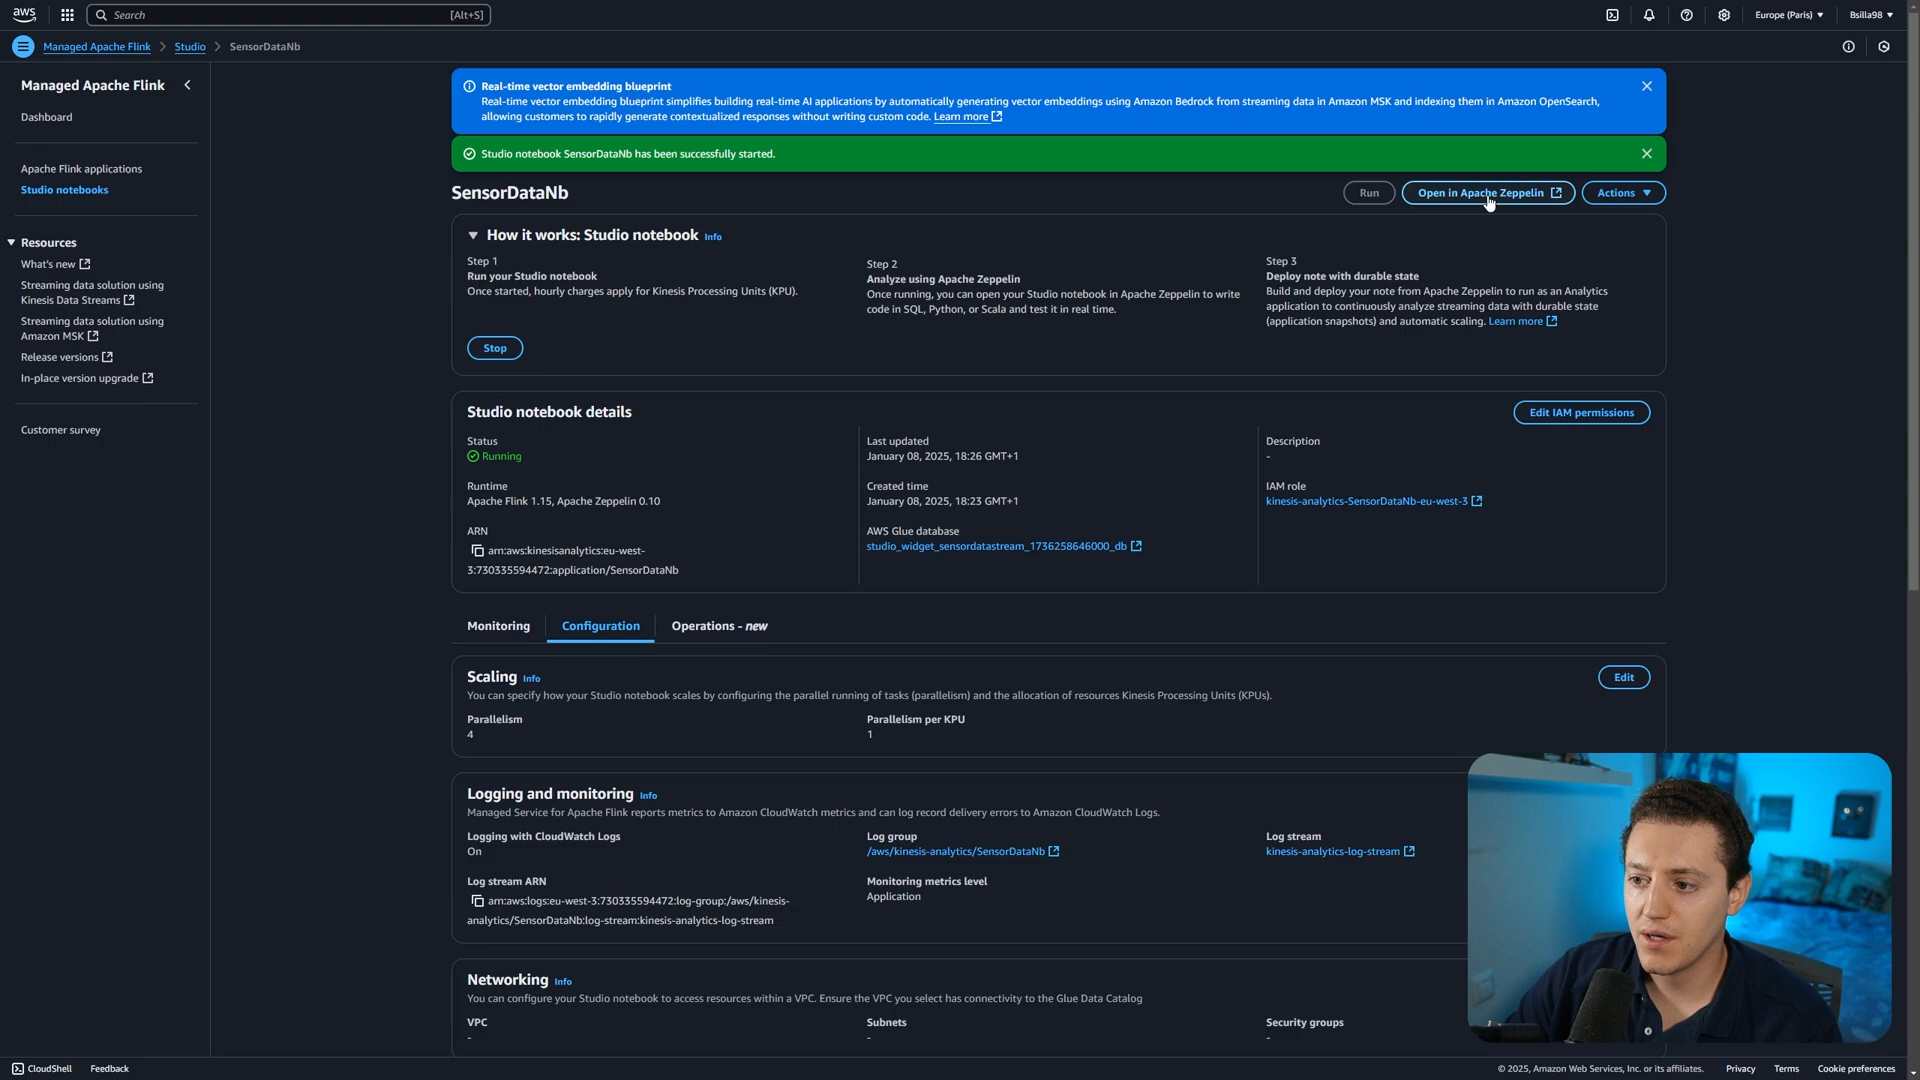 aws
Search
[Alt+S]
Europe (Paris) ▼
Bsilla98 ▼
Managed Apache Flink > Studio > SensorDataNb
Managed Apache Flink
Dashboard
Apache Flink applications
Studio notebooks
Resources
What's new
Streaming data solution using
Kinesis Data Streams
Streaming data solution using
Amazon MSK
Release versions
In-place version upgrade
Customer survey
Real-time vector embedding blueprint
Real-time vector embedding blueprint simplifies building real-time AI applications by automatically generating vector embeddings using Amazon Bedrock from streaming data in Amazon MSK and indexing them in Amazon OpenSearch,
allowing customers to rapidly generate contextualized responses without writing custom code. Learn more
Studio notebook SensorDataNb has been successfully started.
SensorDataNb
Run
Open in Apache Zeppelin
Actions ▼
How it works: Studio notebook Info
Step 1
Run your Studio notebook
Once started, hourly charges apply for Kinesis Processing Units (KPU).
Stop
Step 2
Analyze using Apache Zeppelin
Once running, you can open your Studio notebook in Apache Zeppelin to write
code in SQL, Python, or Scala and test it in real time.
Step 3
Deploy note with durable state
Build and deploy your note from Apache Zeppelin to run as an Analytics
application to continuously analyze streaming data with durable state
(application snapshots) and automatic scaling. Learn more
Studio notebook details
Edit IAM permissions
Status
Running
Runtime
Apache Flink 1.15, Apache Zeppelin 0.10
ARN
arn:aws:kinesisanalytics:eu-west-
3:730335594472:application/SensorDataNb
Last updated
January 08, 2025, 18:26 GMT+1
Created time
January 08, 2025, 18:23 GMT+1
AWS Glue database
studio_widget_sensordatastream_1736258646000_db
Description
-
IAM role
kinesis-analytics-SensorDataNb-eu-west-3
Monitoring
Configuration
Operations - new
Scaling Info
Edit
You can specify how your Studio notebook scales by configuring the parallel running of tasks (parallelism) and the allocation of resources Kinesis Processing Units (KPUs).
Parallelism
4
Parallelism per KPU
1
Logging and monitoring Info
Managed Service for Apache Flink reports metrics to Amazon CloudWatch metrics and can log record delivery errors to Amazon CloudWatch Logs.
Logging with CloudWatch Logs
On
Log group
/aws/kinesis-analytics/SensorDataNb
Log stream
kinesis-analytics-log-stream
Log stream ARN
arn:aws:logs:eu-west-3:730335594472:log-group:/aws/kinesis-
analytics/SensorDataNb:log-stream:kinesis-analytics-log-stream
Monitoring metrics level
Application
Networking Info
You can configure your Studio notebook to access resources within a VPC. Ensure the VPC you select has connectivity to the Glue Data Catalog
VPC
-
Subnets
-
Security groups
-
CloudShell
Feedback
© 2025, Amazon Web Services, Inc. or its affiliates.
Privacy
Terms
Cookie preferences